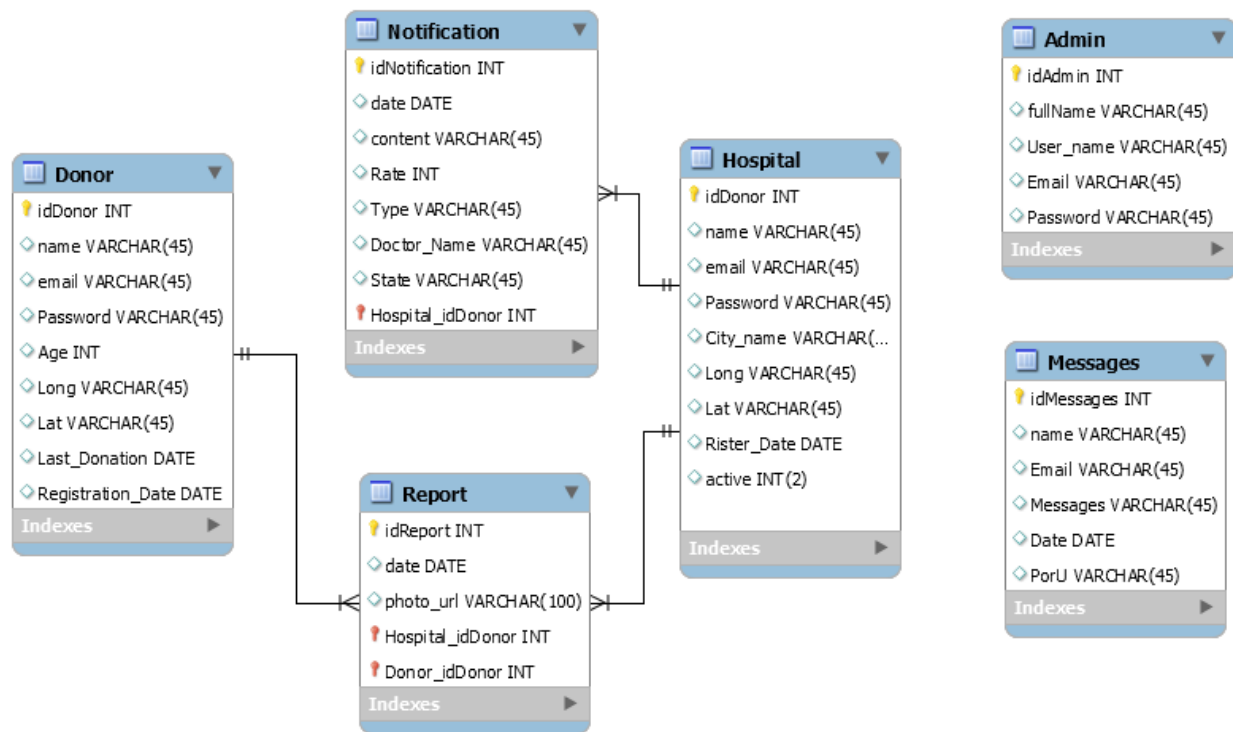 Notification
idNotification INT
date DATE
content VARCHAR(45)
Rate INT
Type VARCHAR(45)
Doctor_Name VARCHAR(45)
State VARCHAR(45)
Hospital_idDonor INT
Indexes
Admin
idAdmin INT
fullName VARCHAR(45)
User_name VARCHAR(45)
Email VARCHAR(45)
Password VARCHAR(45)
Indexes
Donor
idDonor INT
name VARCHAR(45)
email VARCHAR(45)
Password VARCHAR(45)
Age INT
Long VARCHAR(45)
Lat VARCHAR(45)
Last_Donation DATE
Registration_Date DATE
Indexes
Hospital
idDonor INT
name VARCHAR(45)
email VARCHAR(45)
Password VARCHAR(45)
City_name VARCHAR(...
Long VARCHAR(45)
Lat VARCHAR(45)
Rister_Date DATE
active INT(2)
Indexes
Messages
idMessages INT
name VARCHAR(45)
Email VARCHAR(45)
Messages VARCHAR(45)
Date DATE
PorU VARCHAR(45)
Indexes
Report
idReport INT
date DATE
photo_url VARCHAR(100)
Hospital_idDonor INT
Donor_idDonor INT
Indexes